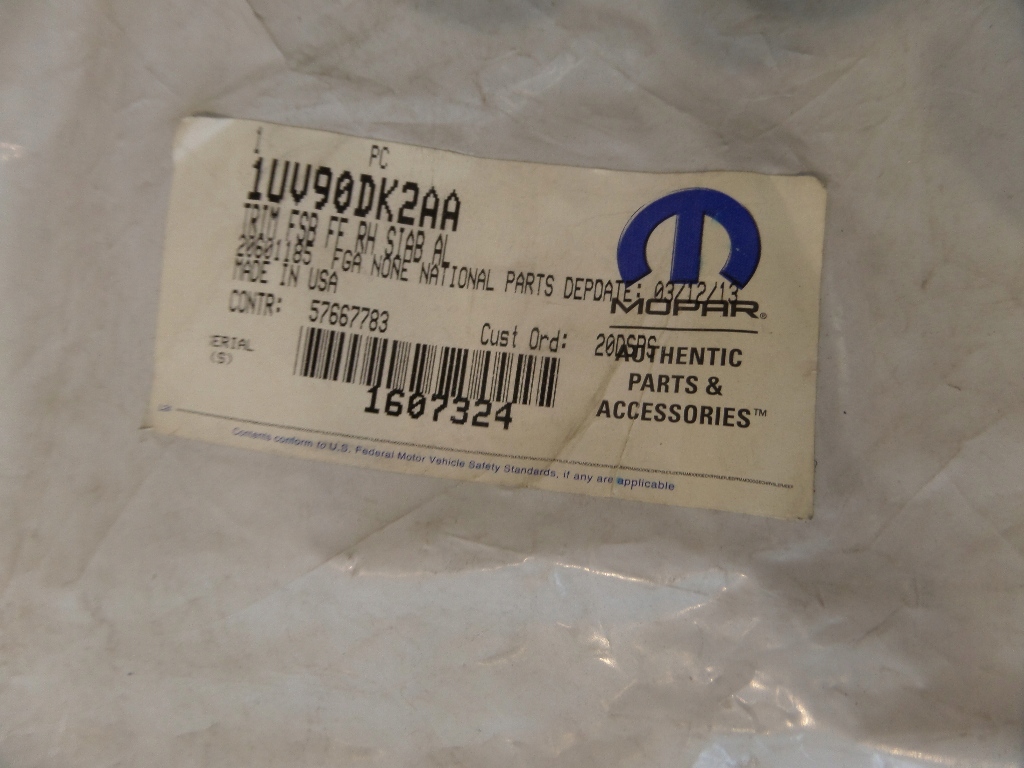 1 PC
1UV90DK2AA
TRIM FSB FF RH SIAB AL
20601185 FGA NONE NATIONAL PARTS DEPDATE: 03/12/13
MADE IN USA
CONTR: 57667783
Cust Ord: 20DSPS
ERIAL
(S)
1607324
MOPAR®
AUTHENTIC
PARTS &
ACCESSORIES™
Contents conform to U.S. Federal Motor Vehicle Safety Standards, if any are applicable